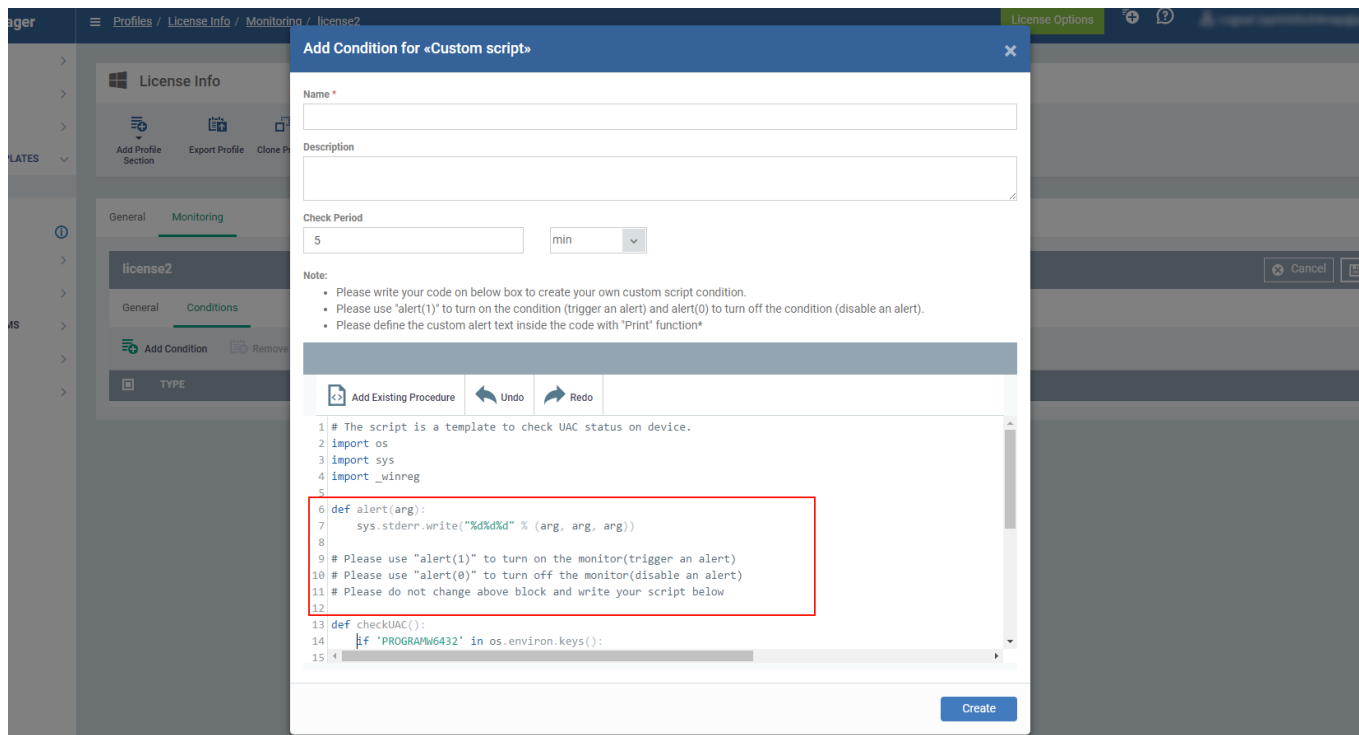 ager
Profiles / License Info / Monitoring / license2
License Options
LATES
MS
License Info
Add Profile
Section
Export Profile
Clone P
General Monitoring
license2
Cancel
General Conditions
Add Condition Remove
TYPE
Add Condition for «Custom script»
Name *
Description
Check Period
5 min
Note:
• Please write your code on below box to create your own custom script condition.
• Please use "alert(1)" to turn on the condition (trigger an alert) and alert(0) to turn off the condition (disable an alert).
• Please define the custom alert text inside the code with "Print" function*
Add Existing Procedure Undo Redo
1 # The script is a template to check UAC status on device.
2 import os
3 import sys
4 import _winreg
5
6 def alert(arg):
7 sys.stderr.write("%d%d%d" % (arg, arg, arg))
8
9 # Please use "alert(1)" to turn on the monitor(trigger an alert)
10 # Please use "alert(0)" to turn off the monitor(disable an alert)
11 # Please do not change above block and write your script below
12
13 def checkUAC():
14 if 'PROGRAMW6432' in os.environ.keys():
15
Create